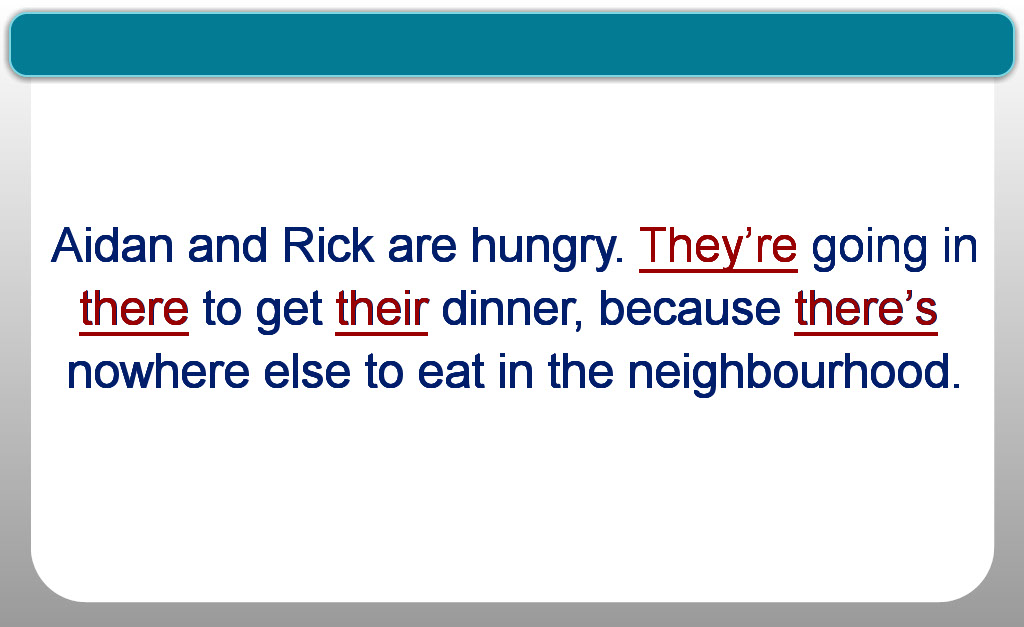 Aidan and Rick are hungry. They’re going in
there to get their dinner, because there’s
nowhere else to eat in the neighbourhood.